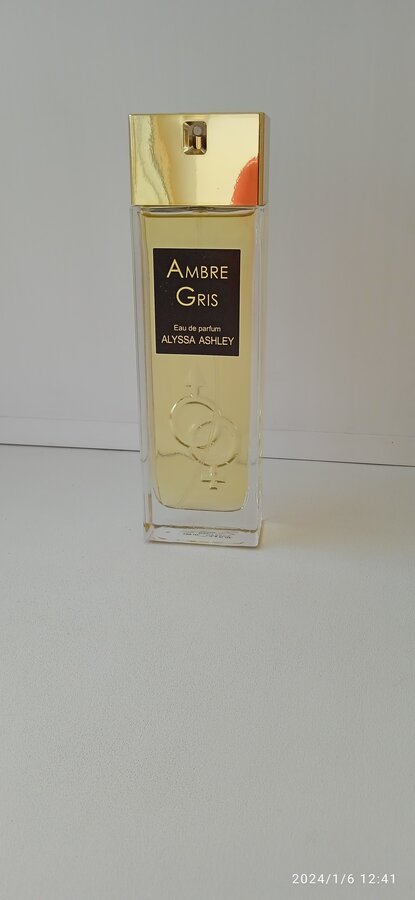 AMBRE
GRIS
Eau de parfum
ALYSSA ASHLEY
2024/1/6 12:41